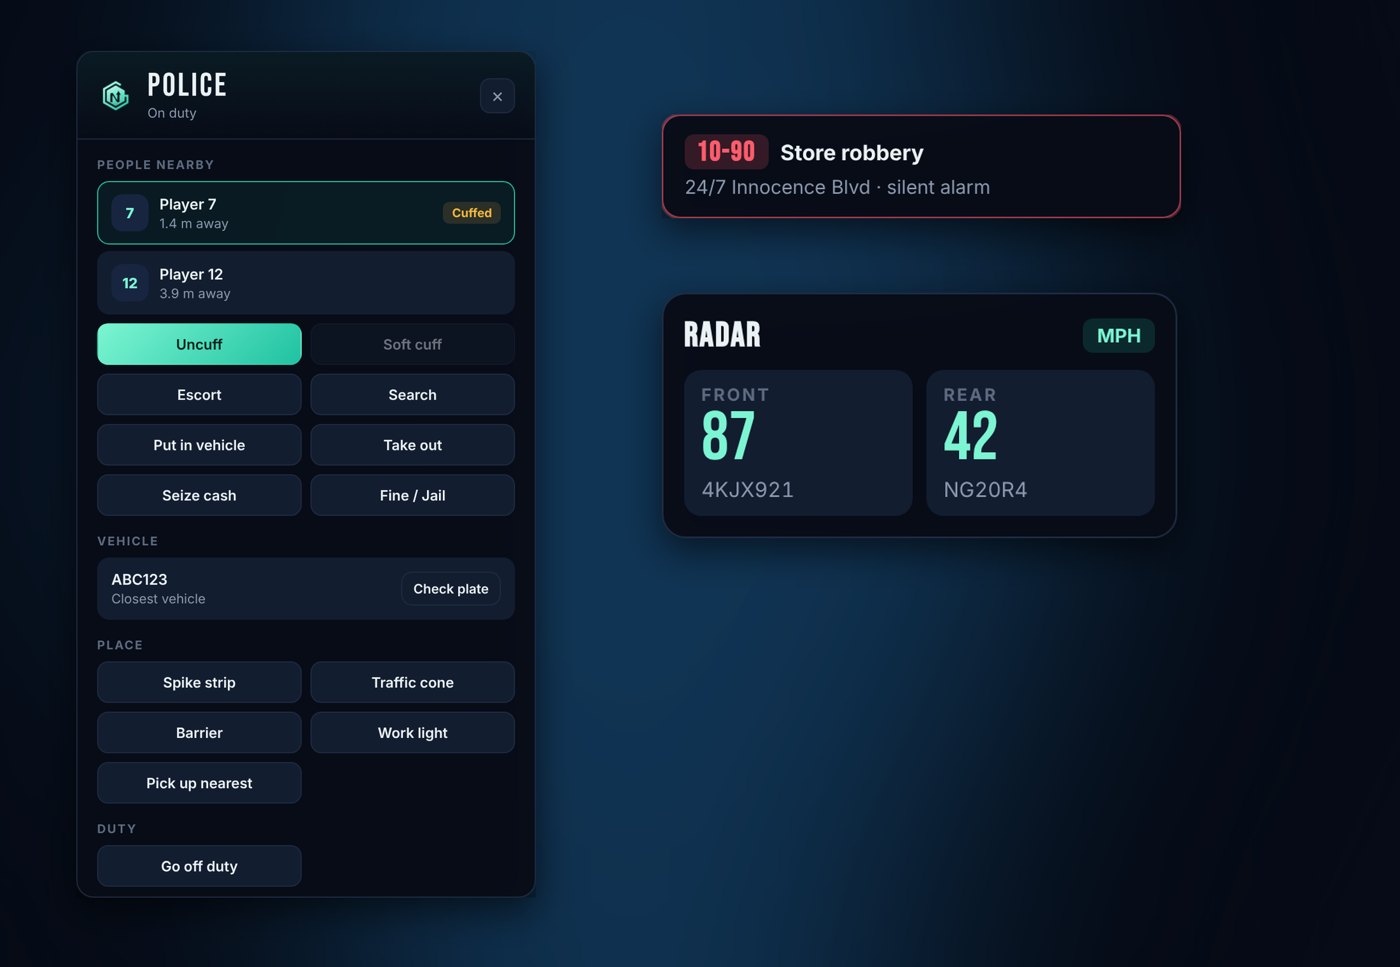 POLICE
On duty
PEOPLE NEARBY
7
Player 7
1.4 m away
Cuffed
12
Player 12
3.9 m away
Uncuff
Soft cuff
Escort
Search
Put in vehicle
Take out
Seize cash
Fine / Jail
VEHICLE
ABC123
Closest vehicle
Check plate
PLACE
Spike strip
Traffic cone
Barrier
Work light
Pick up nearest
DUTY
Go off duty
10-90 Store robbery
24/7 Innocence Blvd · silent alarm
RADAR
MPH
FRONT
87
4KJX921
REAR
42
NG20R4